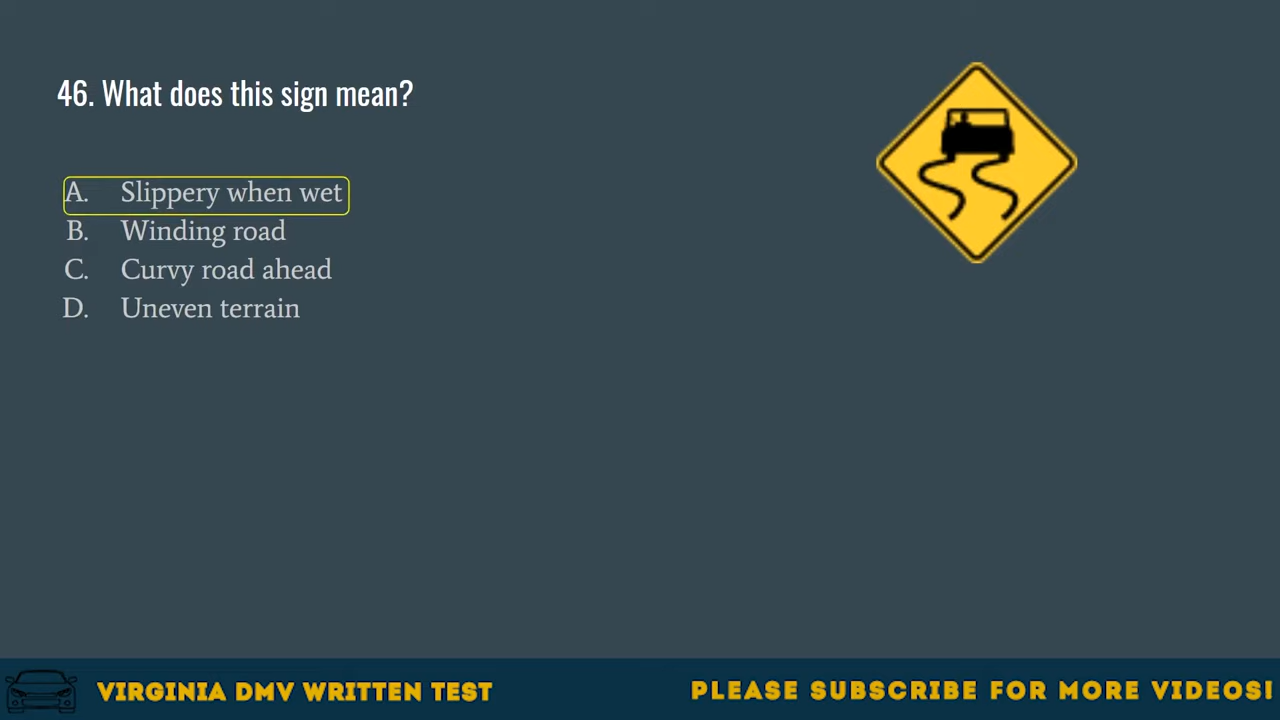 46. What does this sign mean?
A. Slippery when wet
B. Winding road
C. Curvy road ahead
D. Uneven terrain
VIRGINIA DMV WRITTEN TEST
PLEASE SUBSCRIBE FOR MORE VIDEOS!